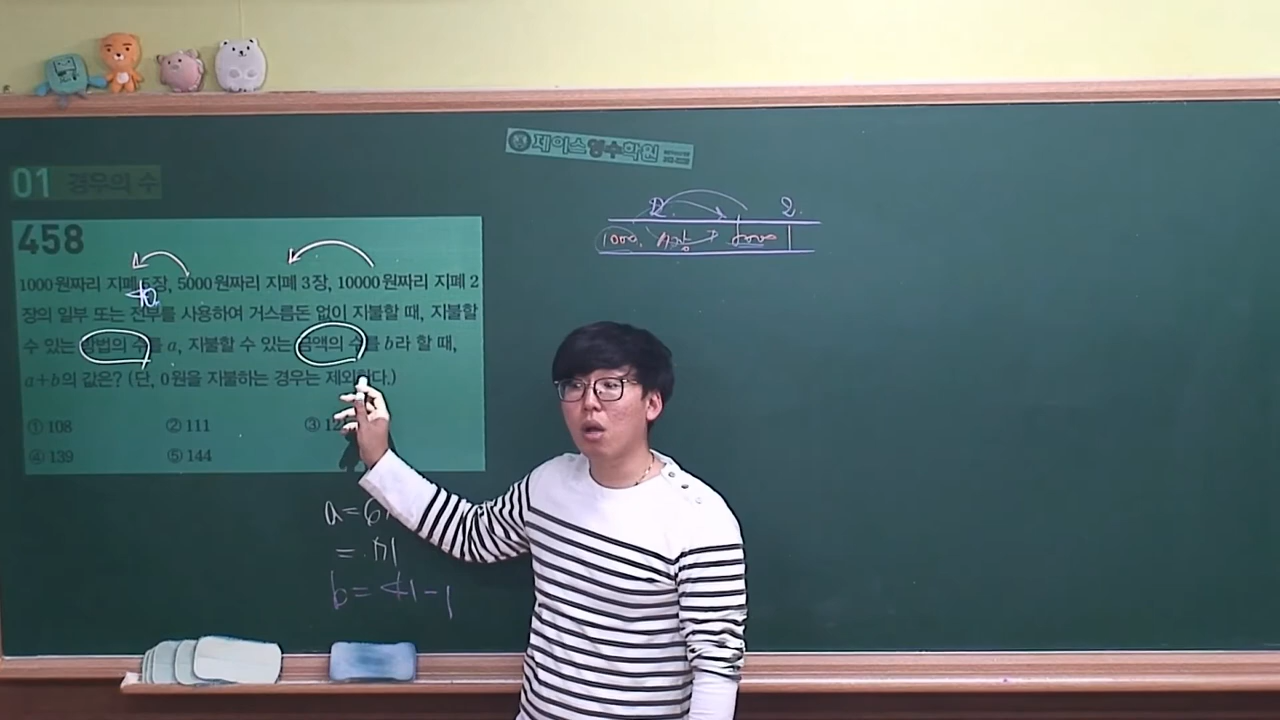 제이스영수학원
01 경우의 수
458
1000원짜리 지폐 5장, 5000원짜리 지폐 3장, 10000원짜리 지폐 2
장의 일부 또는 전부를 사용하여 거스름돈 없이 지불할 때, 지불할
수 있는 방법의 수를 a, 지불할 수 있는 금액의 수를 b라 할 때,
a+b의 값은? (단, 0원을 지불하는 경우는 제외한다.)
① 108 ② 111 ③
④ 139 ⑤ 144
2.
1000.
a=6
=71
b=41-1